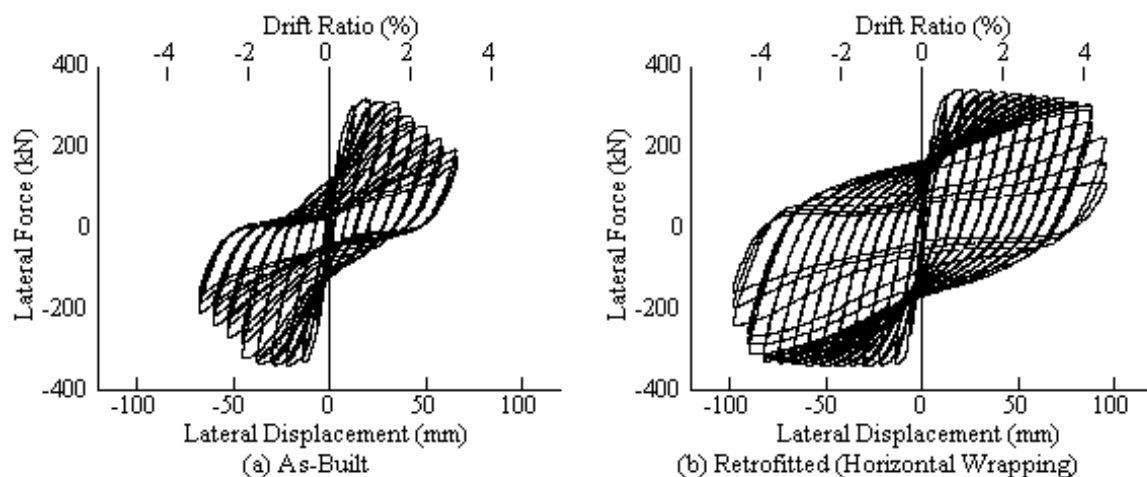 Drift Ratio (%)
-4 -2 0 2 4
400
200
0
-200
-400
Lateral Force (kN)
-100 -50 0 50 100
Lateral Displacement (mm)
(a) As-Built
Drift Ratio (%)
-4 -2 0 2 4
400
200
0
-200
-400
Lateral Force (kN)
-100 -50 0 50 100
Lateral Displacement (mm)
(b) Retrofitted (Horizontal Wrapping)